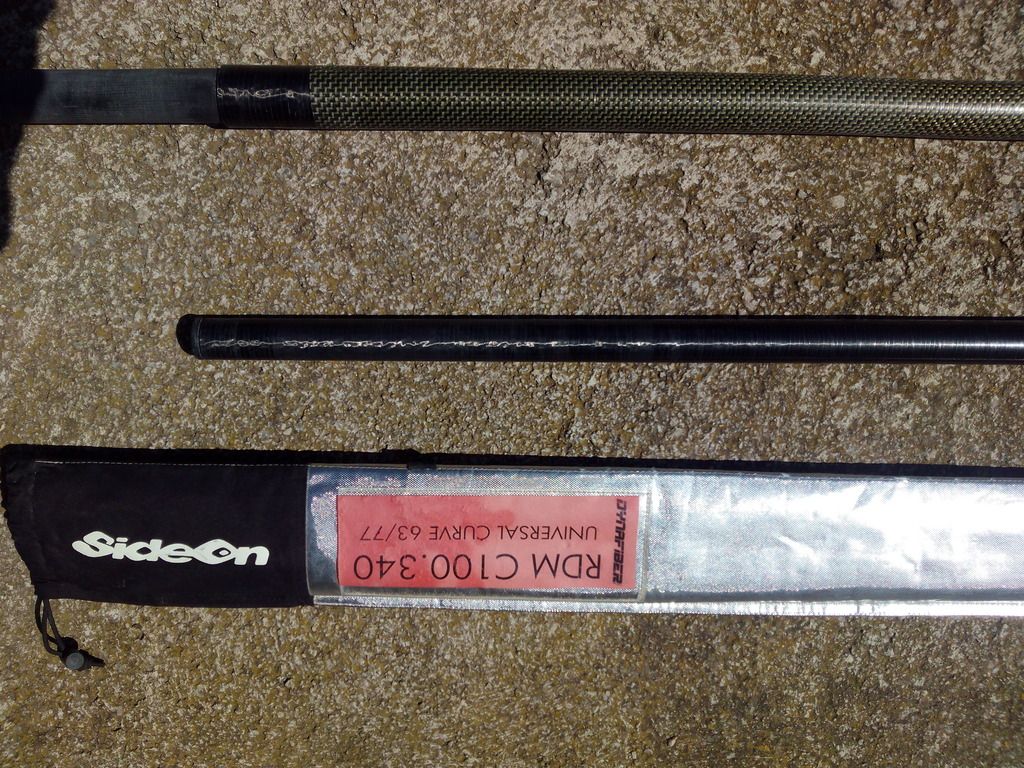 SideOn
DYNAFIBER
RDM C100.340
UNIVERSAL CURVE 63/77